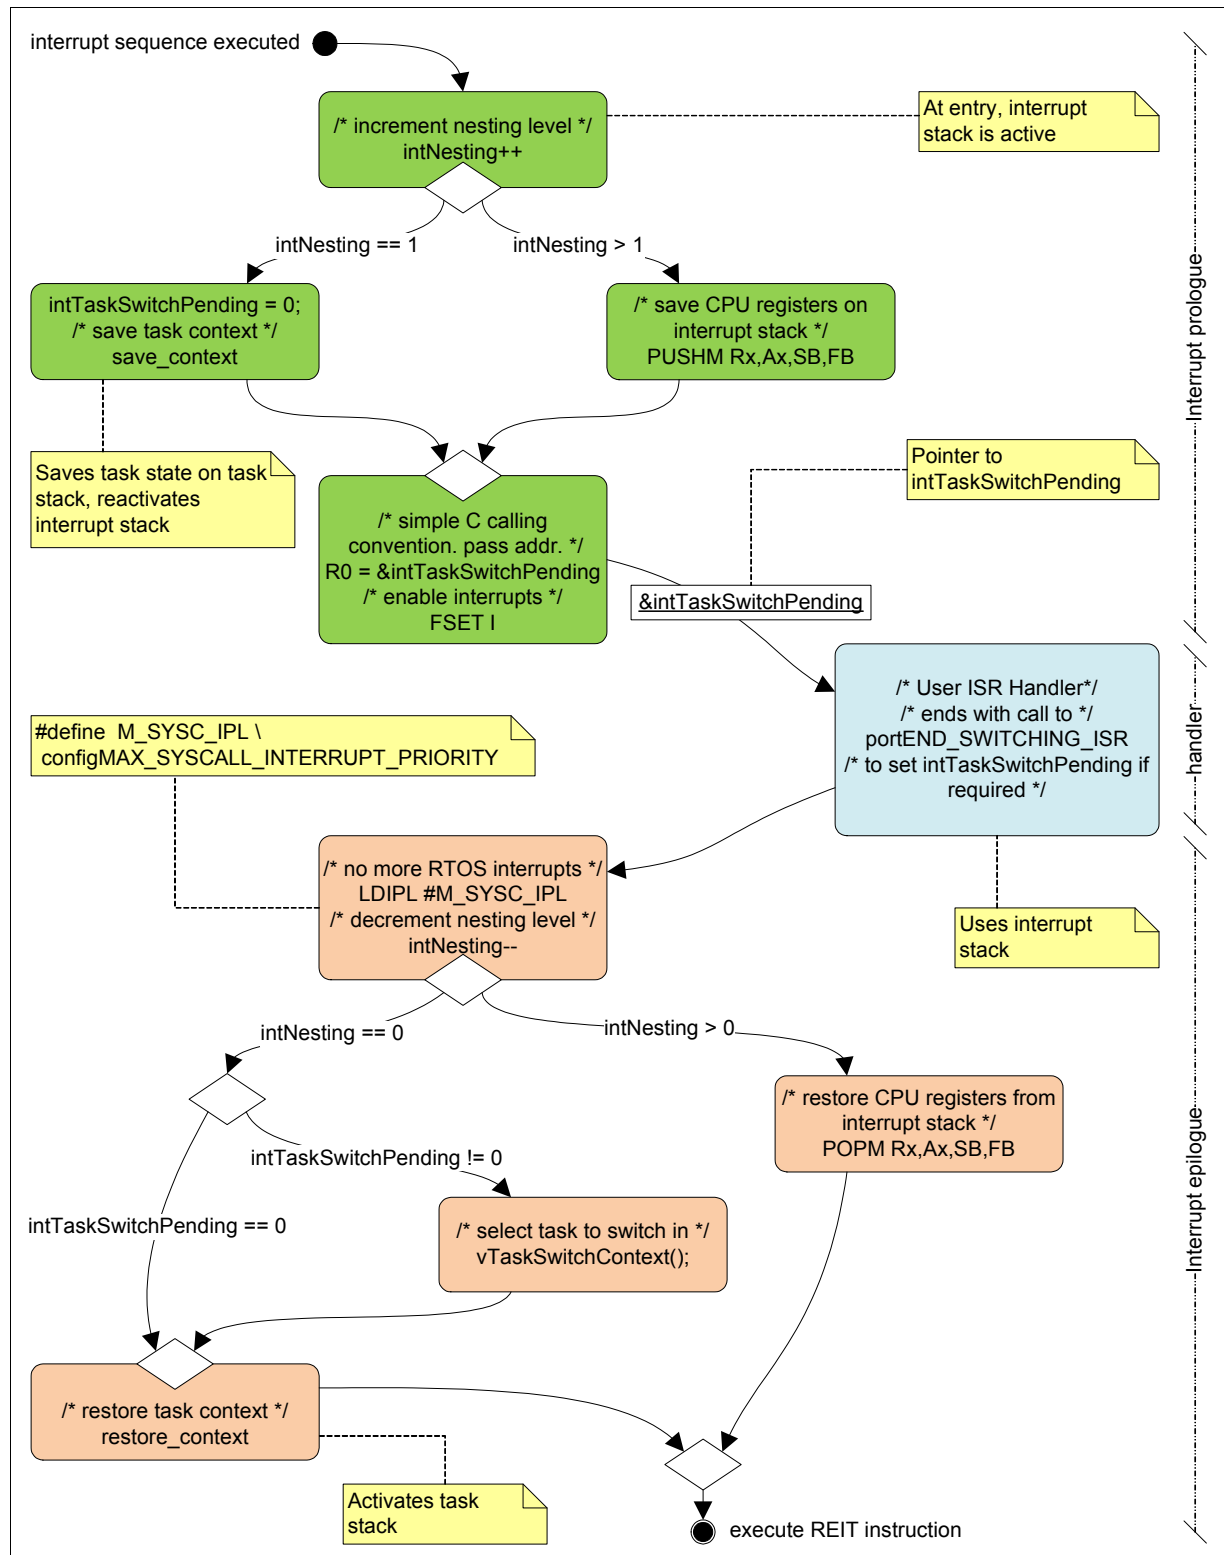 interrupt sequence executed
/* increment nesting level */
intNesting++
At entry, interrupt
stack is active
intNesting == 1
intNesting > 1
intTaskSwitchPending = 0;
/* save task context */
save_context
/* save CPU registers on
interrupt stack */
PUSHM Rx,Ax,SB,FB
Interrupt prologue
Saves task state on task
stack, reactivates
interrupt stack
Pointer to
intTaskSwitchPending
/* simple C calling
convention. pass addr. */
R0 = &intTaskSwitchPending
/* enable interrupts */
FSET I
&intTaskSwitchPending
/* User ISR Handler*/
/* ends with call to */
portEND_SWITCHING_ISR
/* to set intTaskSwitchPending if
required */
handler
#define  M_SYSC_IPL \
configMAX_SYSCALL_INTERRUPT_PRIORITY
/* no more RTOS interrupts */
LDIPL #M_SYSC_IPL
/* decrement nesting level */
intNesting--
Uses interrupt
stack
intNesting == 0
intNesting > 0
/* restore CPU registers from
interrupt stack */
POPM Rx,Ax,SB,FB
intTaskSwitchPending != 0
intTaskSwitchPending == 0
/* select task to switch in */
vTaskSwitchContext();
Interrupt epilogue
/* restore task context */
restore_context
Activates task
stack
execute REIT instruction